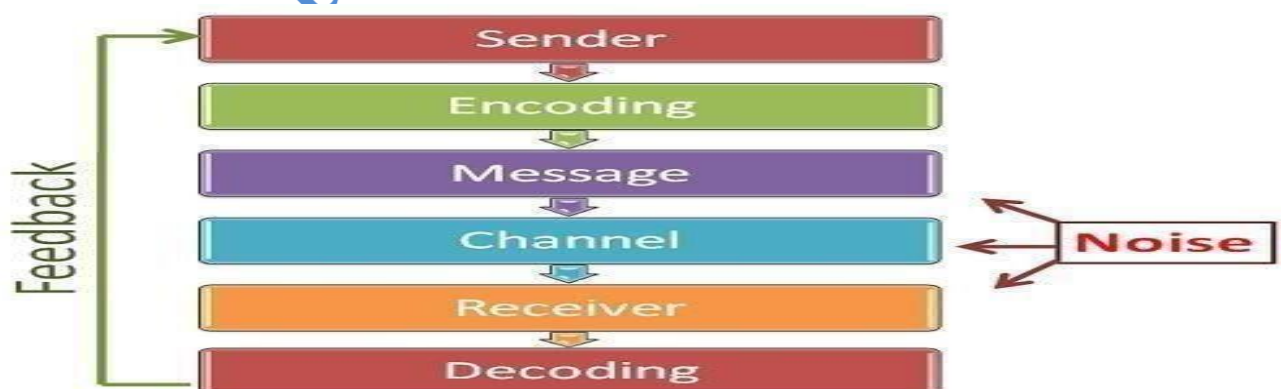 Sender
Encoding
Message
Channel
Receiver
Decoding
Feedback
Noise